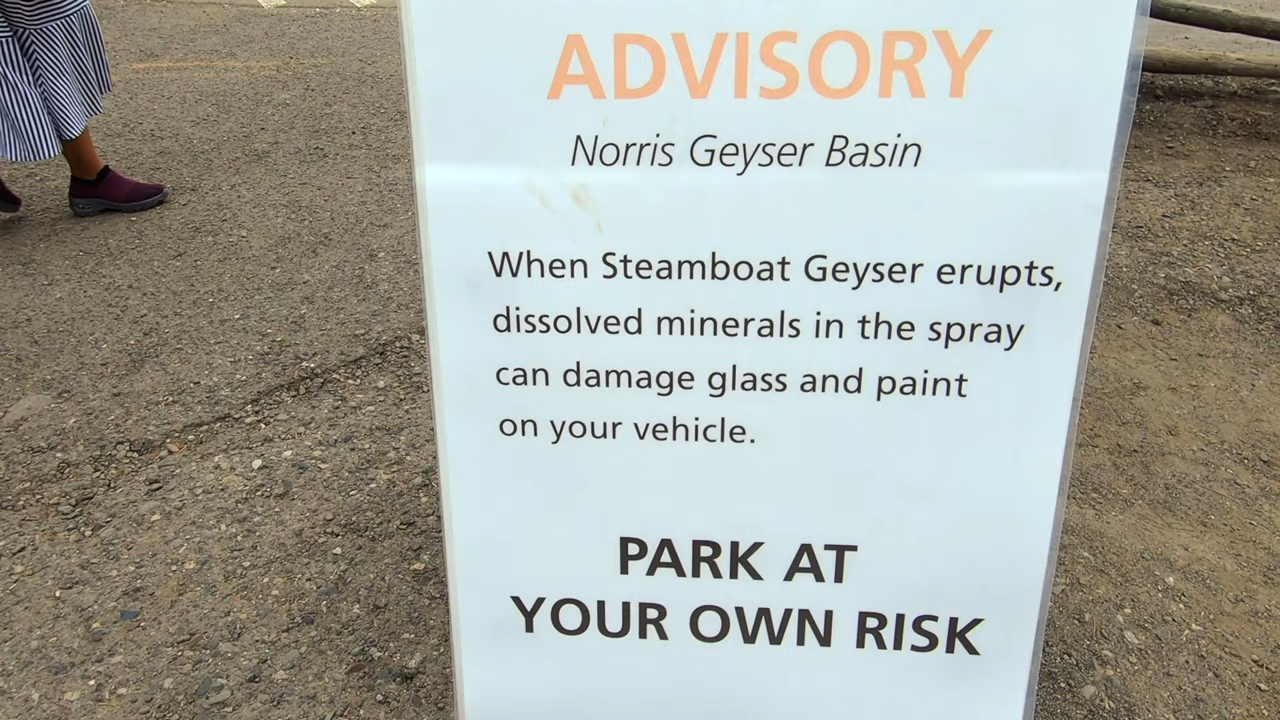 ADVISORY
Norris Geyser Basin
When Steamboat Geyser erupts,
dissolved minerals in the spray
can damage glass and paint
on your vehicle.
PARK AT
YOUR OWN RISK